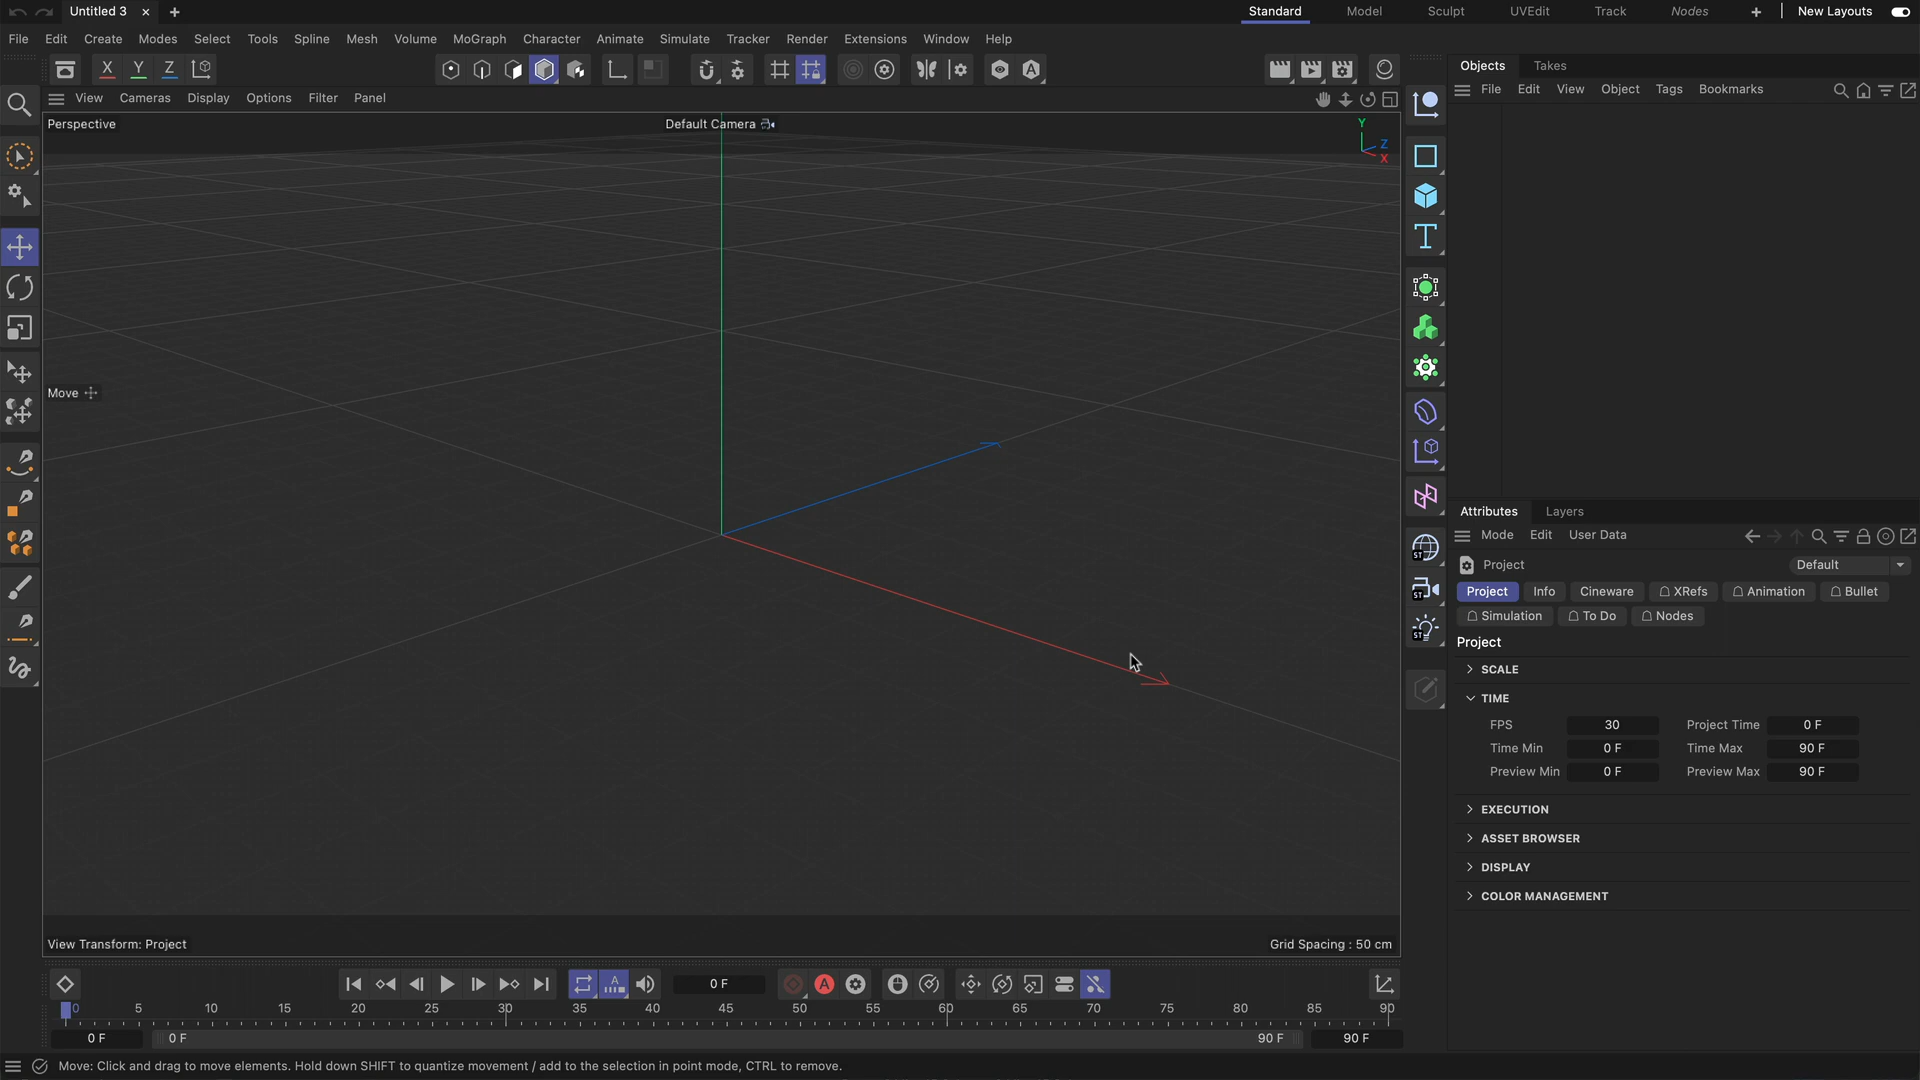 Untitled 3
Standard Model Sculpt UVEdit Track Nodes New Layouts
File Edit Create Modes Select Tools Spline Mesh Volume MoGraph Character Animate Simulate Tracker Render Extensions Window Help
X Y Z
Objects Takes
File Edit View Object Tags Bookmarks
View Cameras Display Options Filter Panel
Perspective
Default Camera
Y
Z
X
Move
Attributes Layers
Mode Edit User Data
Project
Default
Project Info Cineware XRefs Animation Bullet
Simulation To Do Nodes
Project
SCALE
TIME
FPS 30 Project Time 0 F
Time Min 0 F Time Max 90 F
Preview Min 0 F Preview Max 90 F
EXECUTION
ASSET BROWSER
DISPLAY
COLOR MANAGEMENT
ST
ST
ST
View Transform: Project
Grid Spacing : 50 cm
0 F
0 5 10 15 20 25 30 35 40 45 50 55 60 65 70 75 80 85 90
0 F 0 F 90 F 90 F
Move: Click and drag to move elements. Hold down SHIFT to quantize movement / add to the selection in point mode, CTRL to remove.